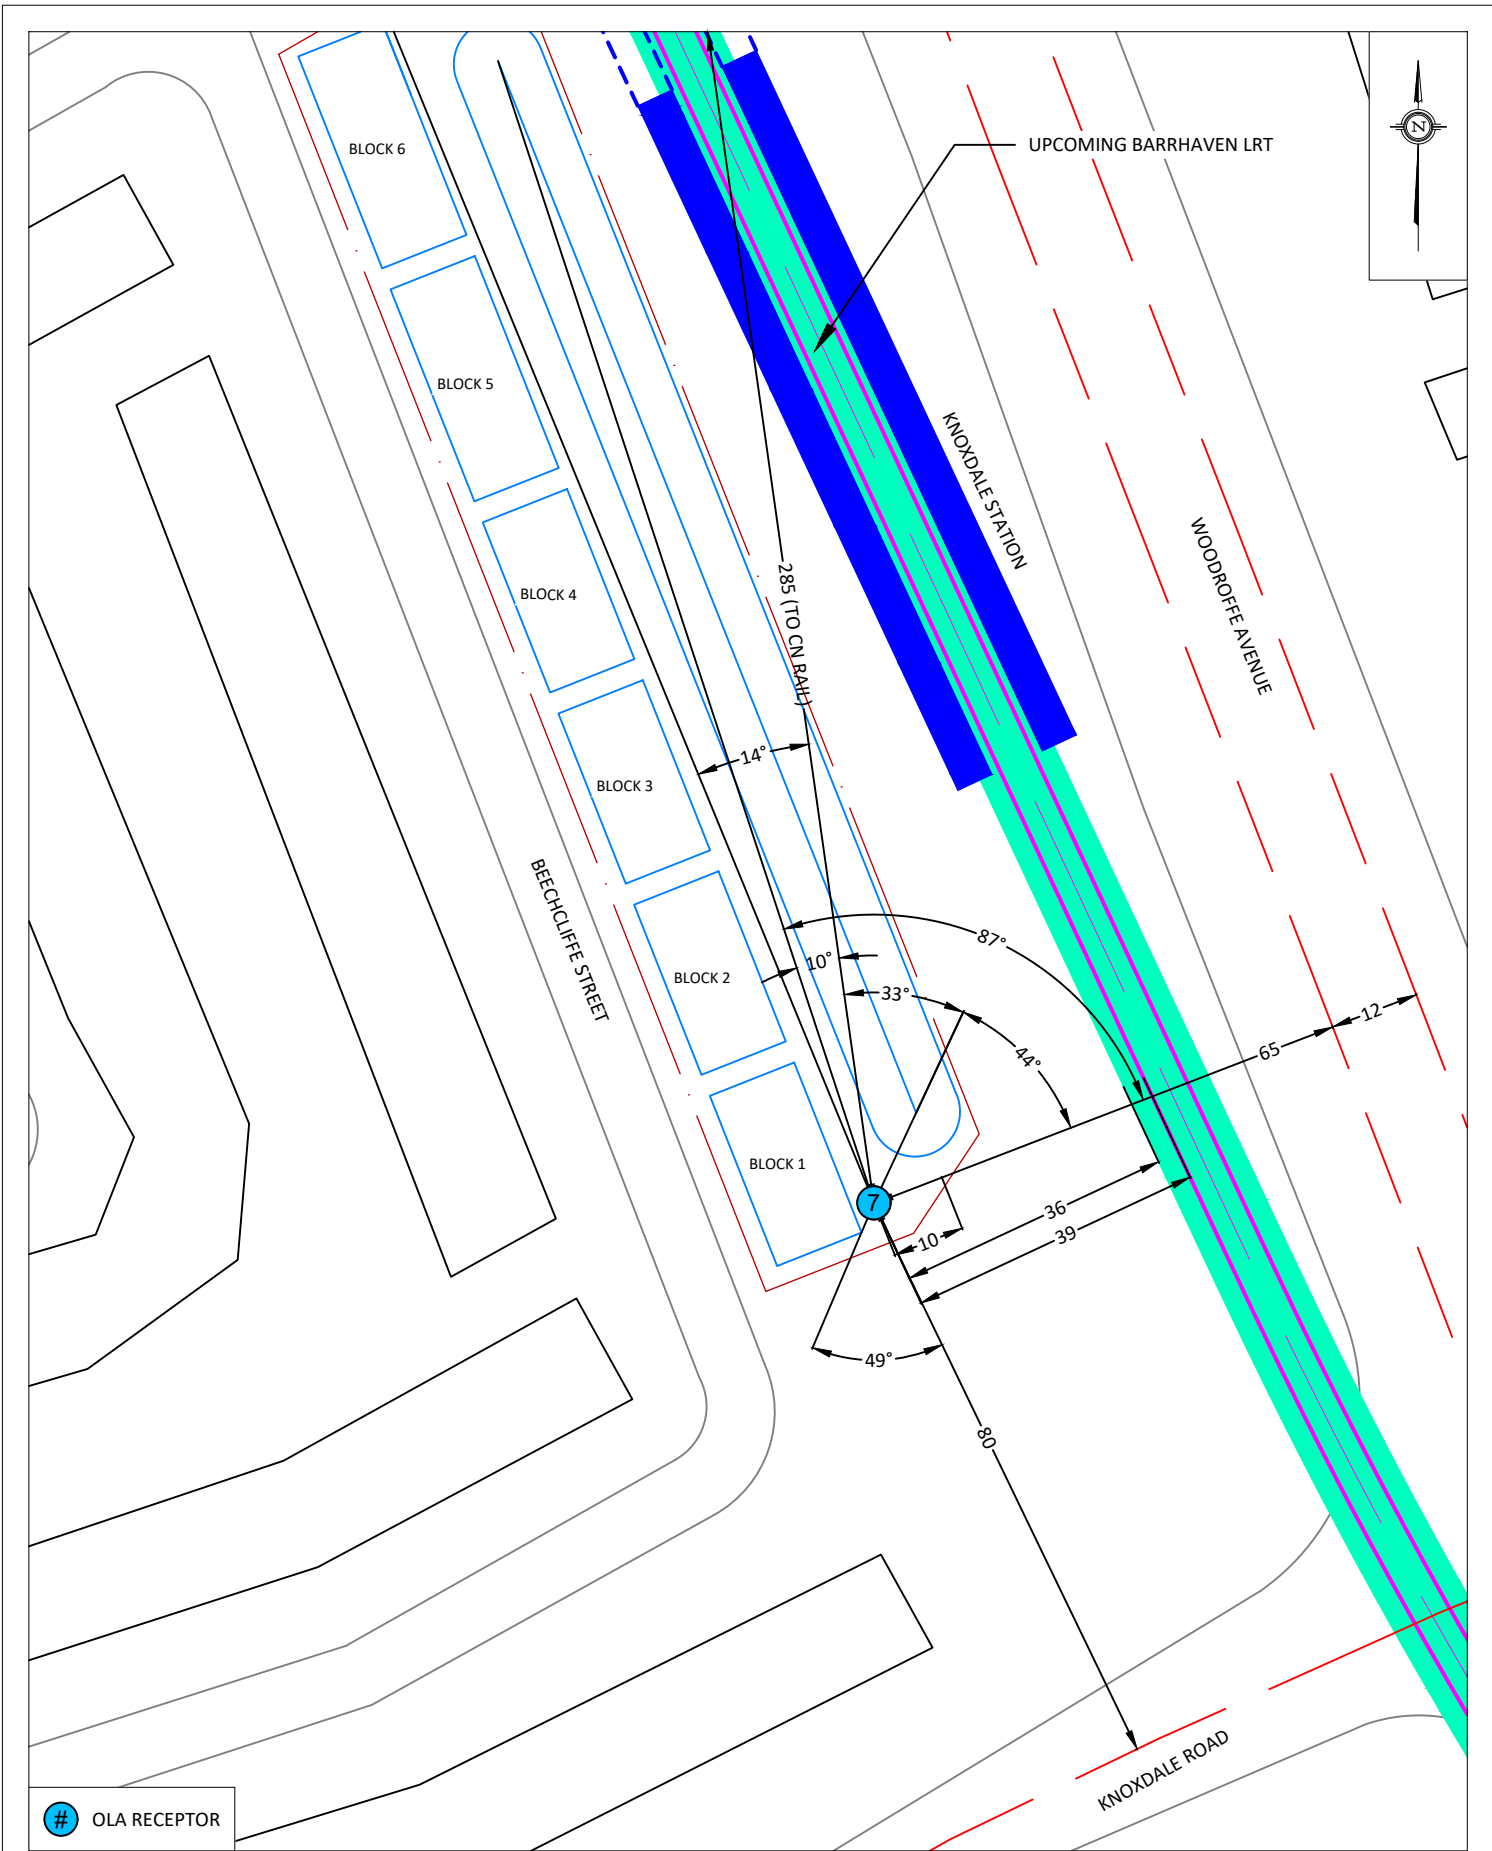 BLOCK 6
UPCOMING BARRHAVEN LRT
N
BLOCK 5
KNOXDALE STATION
WOODROFFE AVENUE
BLOCK 4
285 (TO CN RAIL)
BLOCK 3
14°
BEECHCLIFFE STREET
BLOCK 2
10°
87°
33°
44°
65
12
BLOCK 1
7
36
39
10
49°
80
KNOXDALE ROAD
# OLA RECEPTOR